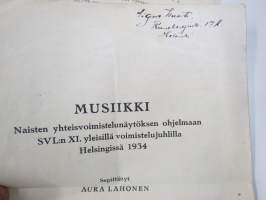 MUSIIKKI
Naisten yhteisvoimistelunäytöksen ohjelmaan
SVL:n XI. yleisillä voimistelujuhlilla
Helsingissä 1934
Sepittänyt
AURA LAHONEN